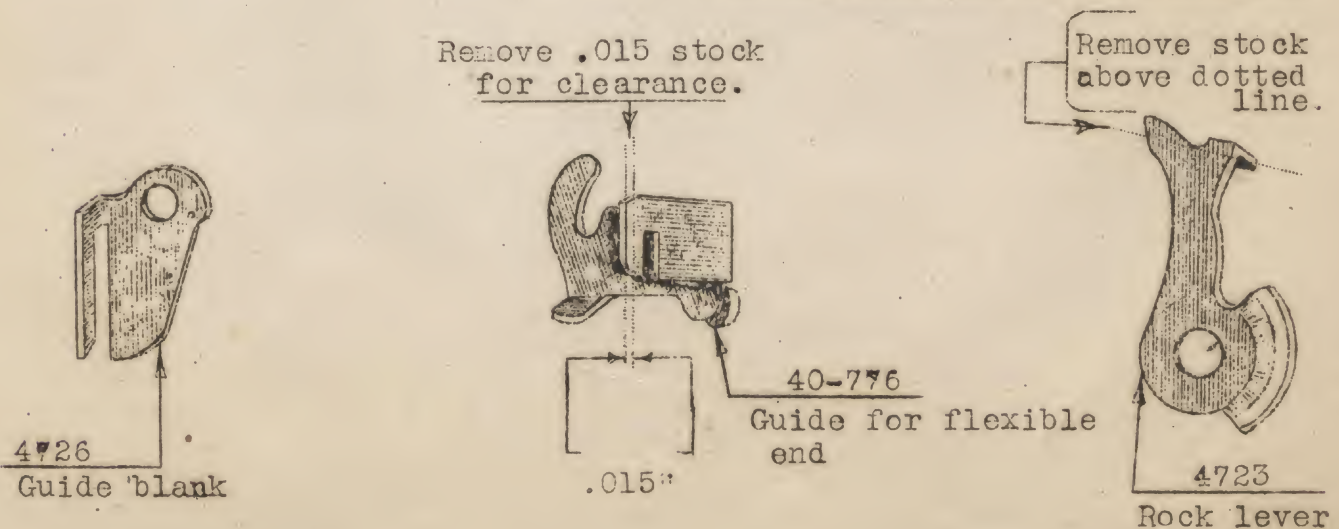 Remove .015 stock
for clearance.
Remove stock
above dotted
line.
4726
Guide blank
40-776
Guide for flexible
end
.015"
4723
Rock lever